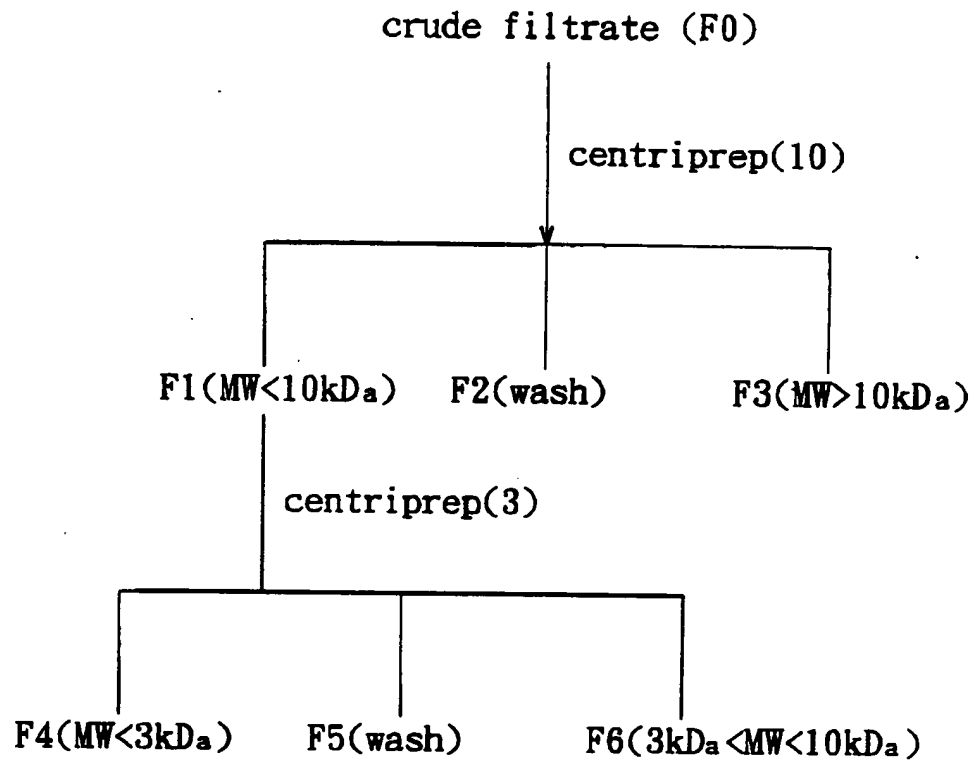 crude filtrate (F0)
centriprep(10)
F1(MW<10kDa) F2(wash) F3(MW>10kDa)
centriprep(3)
F4(MW<3kDa) F5(wash) F6(3kDa<MW<10kDa)